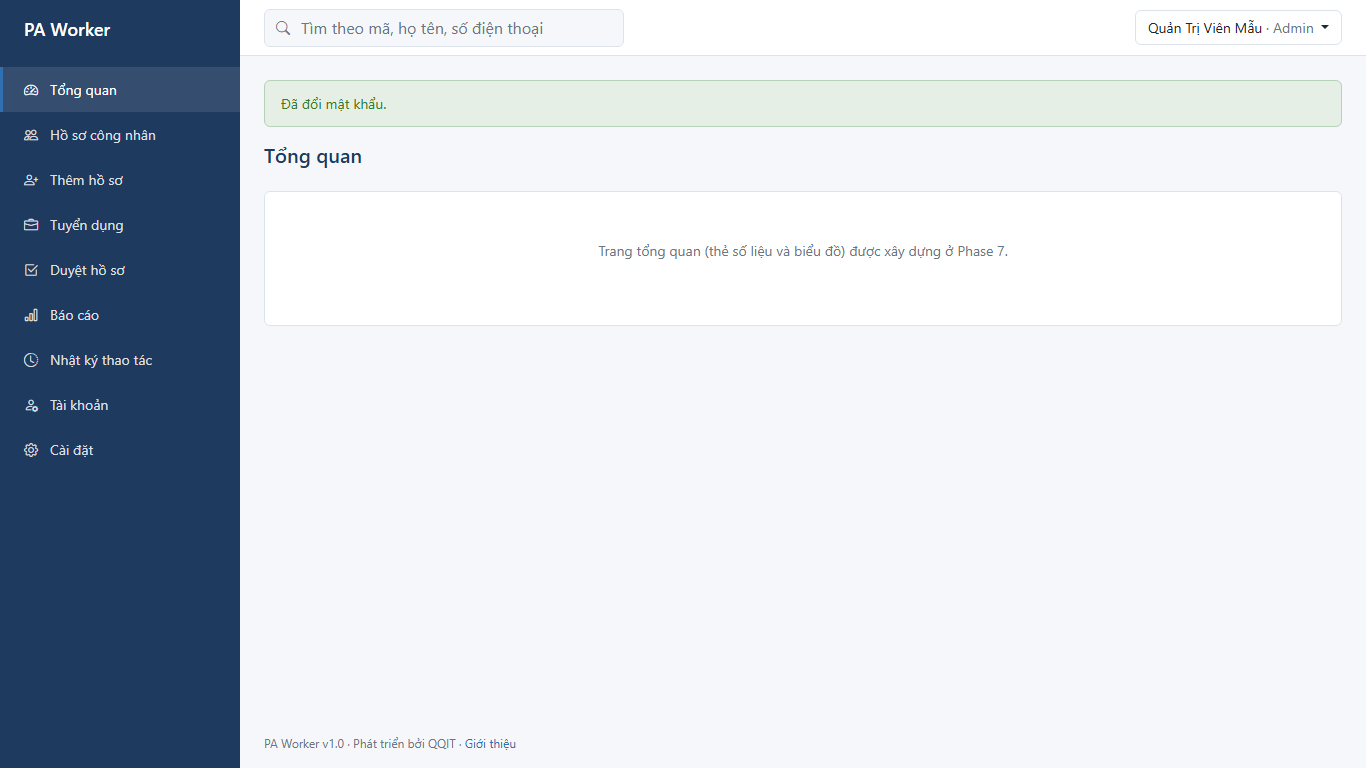 PA Worker
Tìm theo mã, họ tên, số điện thoại
Quản Trị Viên Mẫu · Admin
Tổng quan
Hồ sơ công nhân
Thêm hồ sơ
Tuyển dụng
Duyệt hồ sơ
Báo cáo
Nhật ký thao tác
Tài khoản
Cài đặt
Đã đổi mật khẩu.
Tổng quan
Trang tổng quan (thẻ số liệu và biểu đồ) được xây dựng ở Phase 7.
PA Worker v1.0 · Phát triển bởi QQIT · Giới thiệu